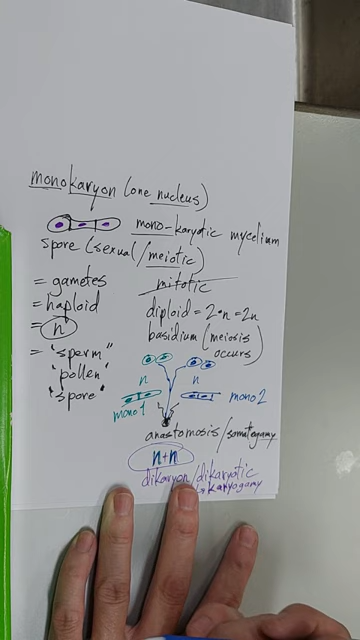 monokaryon (one nucleus)
mono-karyotic mycelium
spore (sexual/meiotic)
mitotic
= gametes
= haploid
= n
= "sperm"
"pollen"
"spore"
diploid = 2•n = 2n
basidium (meiosis
occurs)
n n
mono 1 mono 2
anastomosis/somatogamy
n+n
dikaryon/dikaryotic
karyogamy